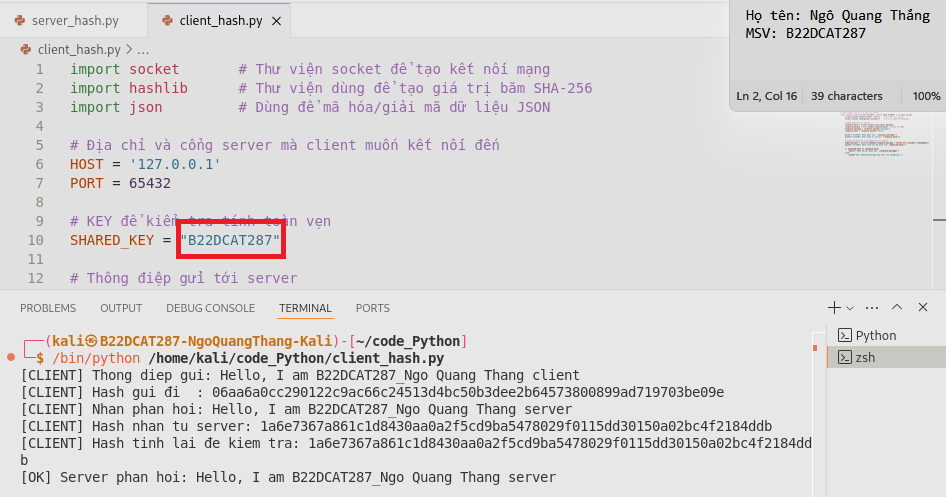 server_hash.py
client_hash.py
Họ tên: Ngô Quang Thắng
MSV: B22DCAT287
Ln 2, Col 16 39 characters 100%
client_hash.py > ...
1 import socket # Thư viện socket để tạo kết nối mạng
2 import hashlib # Thư viện dùng để tạo giá trị băm SHA-256
3 import json # Dùng để mã hóa/giải mã dữ liệu JSON
4
5 # Địa chỉ và cổng server mà client muốn kết nối đến
6 HOST = '127.0.0.1'
7 PORT = 65432
8
9 # KEY để kiểm tra tính toàn vẹn
10 SHARED_KEY = "B22DCAT287"
11
12 # Thông điệp gửi tới server
PROBLEMS OUTPUT DEBUG CONSOLE TERMINAL PORTS
Python
zsh
(kali㉿B22DCAT287-NgoQuangThang-Kali)-[~/code_Python]
$ /bin/python /home/kali/code_Python/client_hash.py
[CLIENT] Thong diep gui: Hello, I am B22DCAT287_Ngo Quang Thang client
[CLIENT] Hash gui đi : 06aa6a0cc290122c9ac66c24513d4bc50b3dee2b64573800899ad719703be09e
[CLIENT] Nhan phan hoi: Hello, I am B22DCAT287_Ngo Quang Thang server
[CLIENT] Hash nhan tu server: 1a6e7367a861c1d8430aa0a2f5cd9ba5478029f0115dd30150a02bc4f2184ddb
[CLIENT] Hash tinh lai de kiem tra: 1a6e7367a861c1d8430aa0a2f5cd9ba5478029f0115dd30150a02bc4f2184dd
b
[OK] Server phan hoi: Hello, I am B22DCAT287_Ngo Quang Thang server